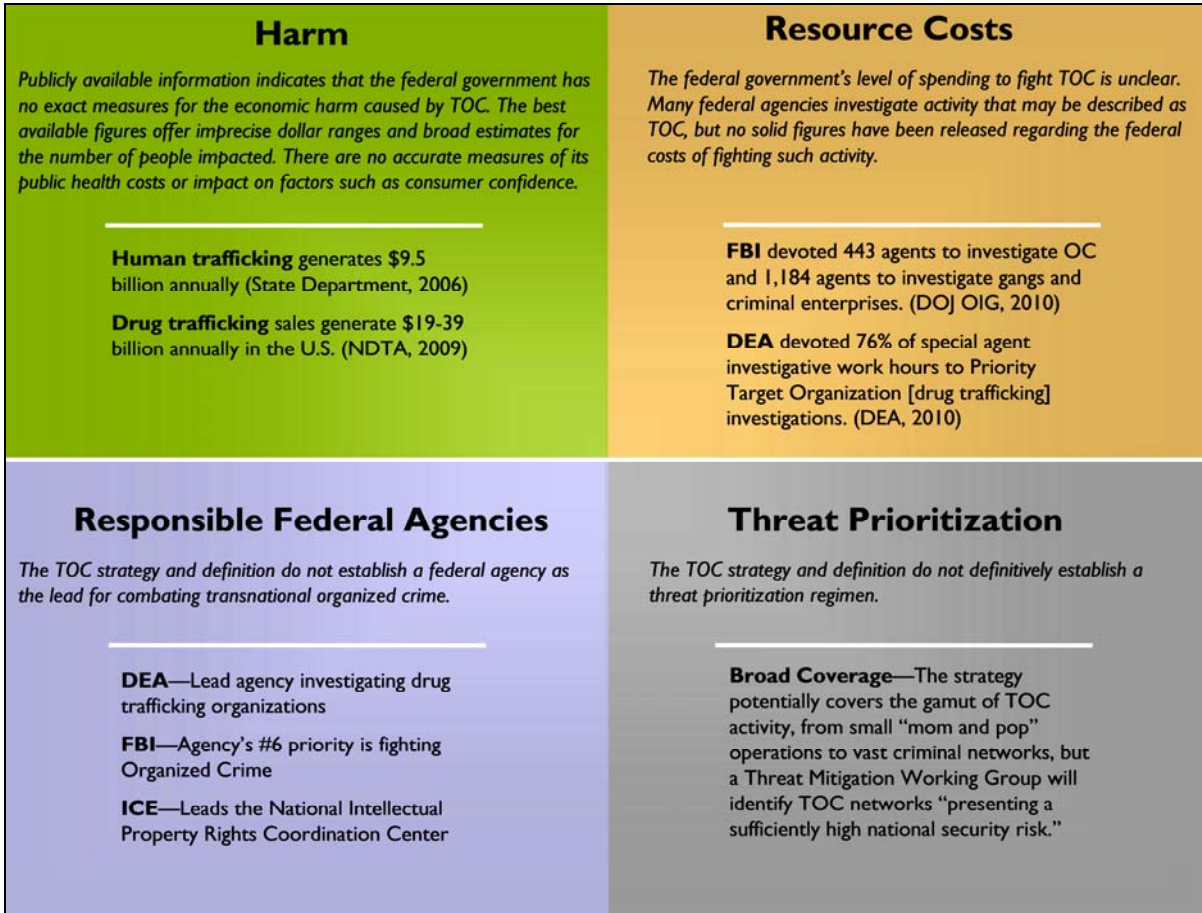 Harm
Publicly available information indicates that the federal government has
no exact measures for the economic harm caused by TOC. The best
available figures offer imprecise dollar ranges and broad estimates for
the number of people impacted. There are no accurate measures of its
public health costs or impact on factors such as consumer confidence.
Human trafficking generates $9.5
billion annually (State Department, 2006)
Drug trafficking sales generate $19-39
billion annually in the U.S. (NDTA, 2009)
Resource Costs
The federal government's level of spending to fight TOC is unclear.
Many federal agencies investigate activity that may be described as
TOC, but no solid figures have been released regarding the federal
costs of fighting such activity.
FBI devoted 443 agents to investigate OC
and 1,184 agents to investigate gangs and
criminal enterprises. (DOJ OIG, 2010)
DEA devoted 76% of special agent
investigative work hours to Priority
Target Organization [drug trafficking]
investigations. (DEA, 2010)
Responsible Federal Agencies
The TOC strategy and definition do not establish a federal agency as
the lead for combating transnational organized crime.
DEA—Lead agency investigating drug
trafficking organizations
FBI—Agency's #6 priority is fighting
Organized Crime
ICE—Leads the National Intellectual
Property Rights Coordination Center
Threat Prioritization
The TOC strategy and definition do not definitively establish a
threat prioritization regimen.
Broad Coverage—The strategy
potentially covers the gamut of TOC
activity, from small “mom and pop”
operations to vast criminal networks, but
a Threat Mitigation Working Group will
identify TOC networks “presenting a
sufficiently high national security risk.”